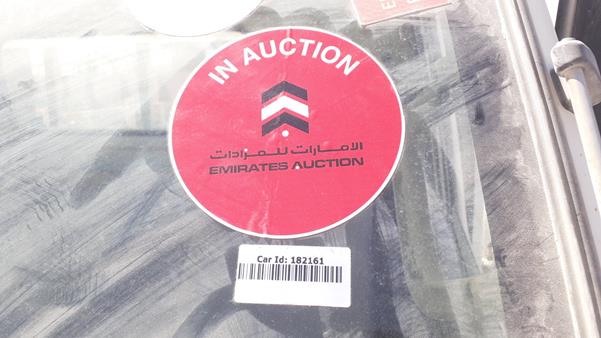 IN AUCTION
الامارات للمزادات
EMIRATES AUCTION
Car Id: 182161